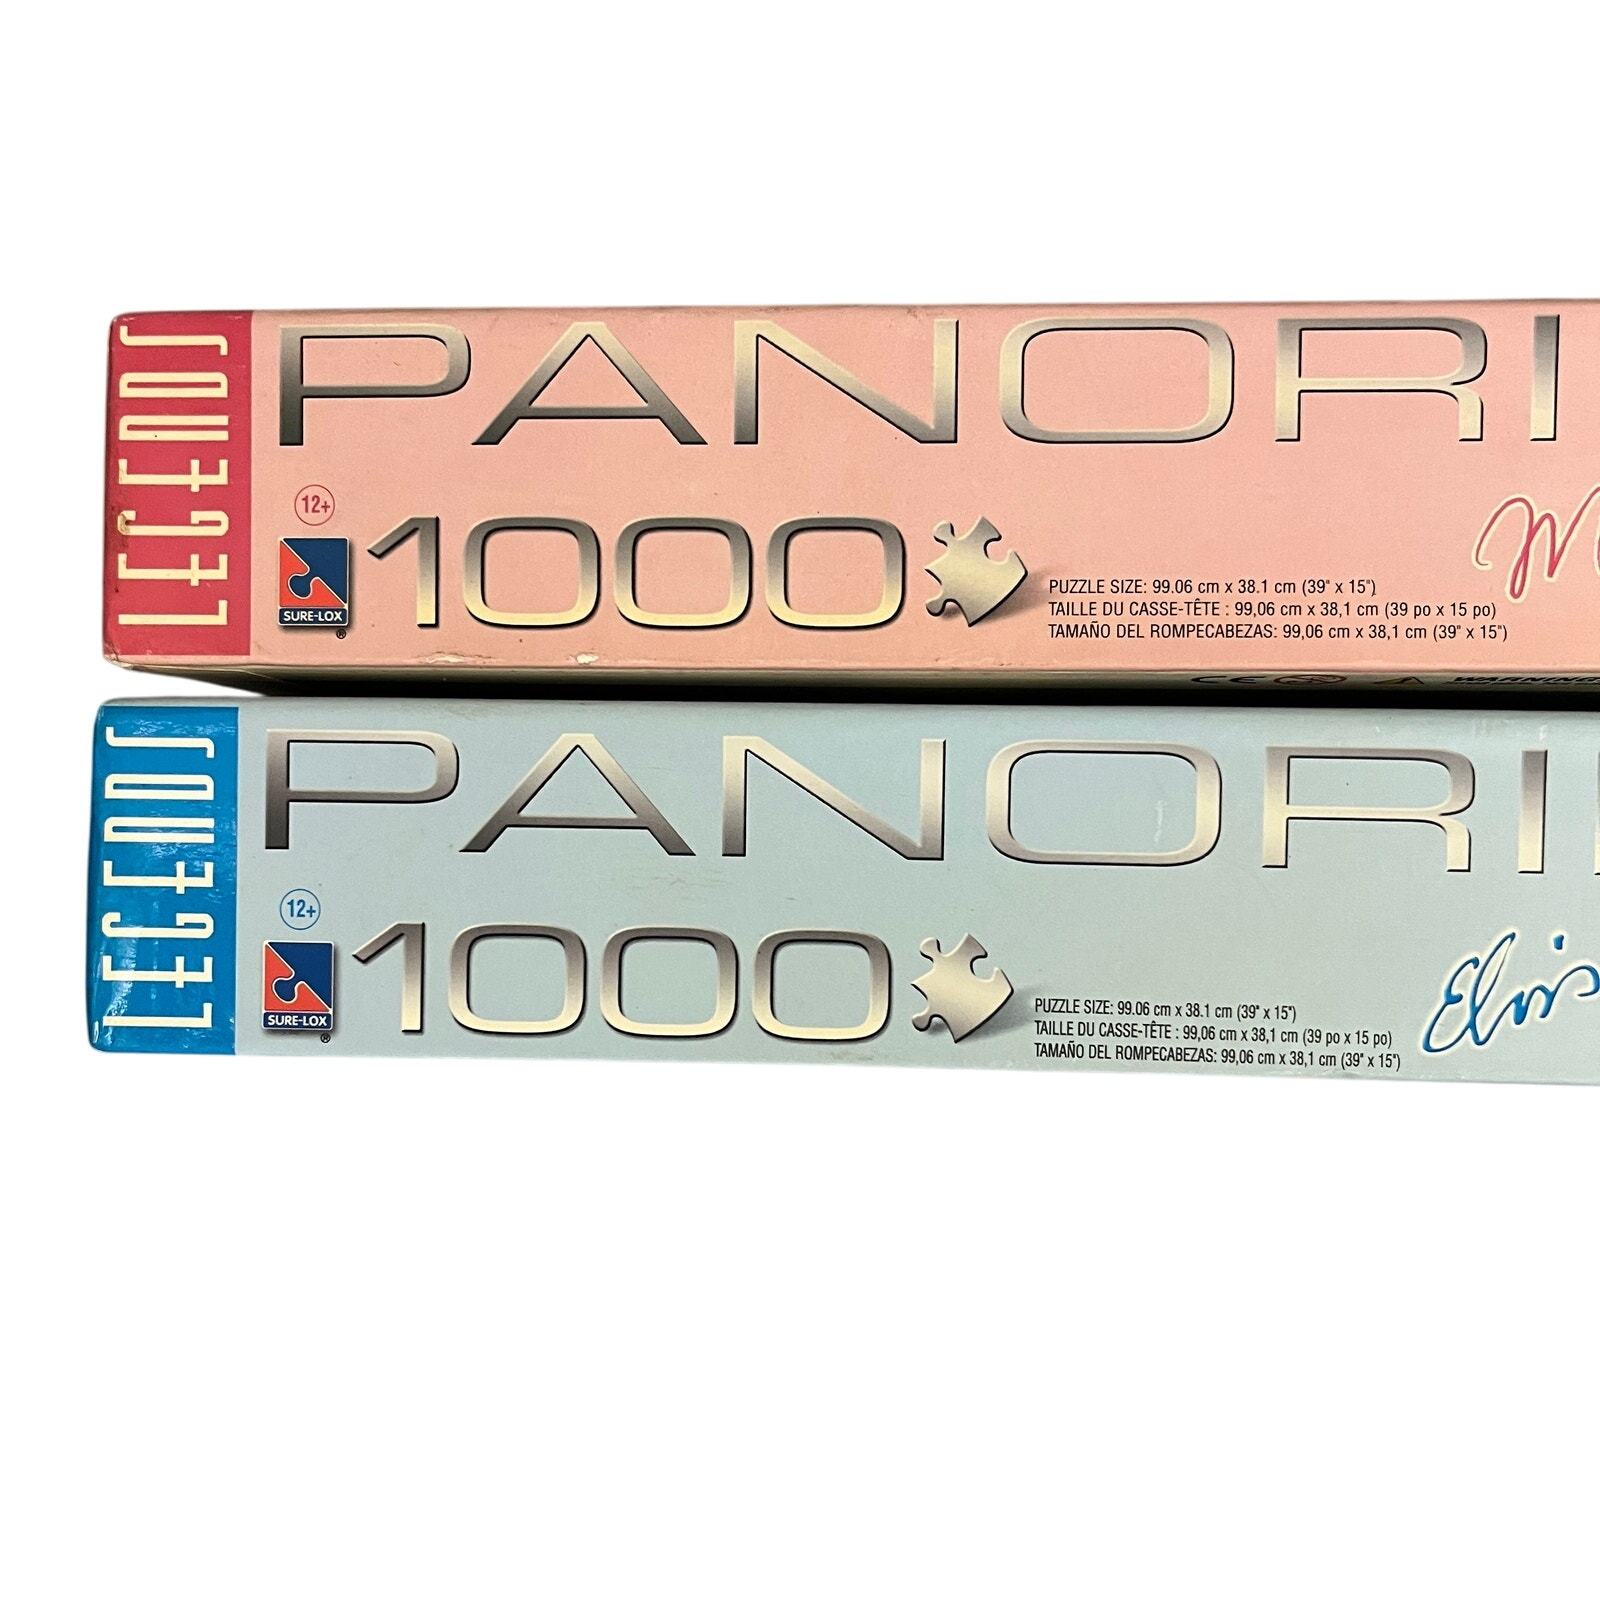 LEGENDS
PANORI
12+
SURE-LOX
®
1000
PUZZLE SIZE: 99.06 cm x 38.1 cm (39" x 15")
TAILLE DU CASSE-TÊTE : 99,06 cm x 38,1 cm (39 po x 15 po)
TAMAÑO DEL ROMPECABEZAS: 99,06 cm x 38,1 cm (39" x 15")
M
CE
WARNING
LEGENDS
PANORI
12+
SURE-LOX
®
1000
PUZZLE SIZE: 99.06 cm x 38.1 cm (39" x 15")
TAILLE DU CASSE-TÊTE : 99,06 cm x 38,1 cm (39 po x 15 po)
TAMAÑO DEL ROMPECABEZAS: 99,06 cm x 38,1 cm (39" x 15")
Elvis